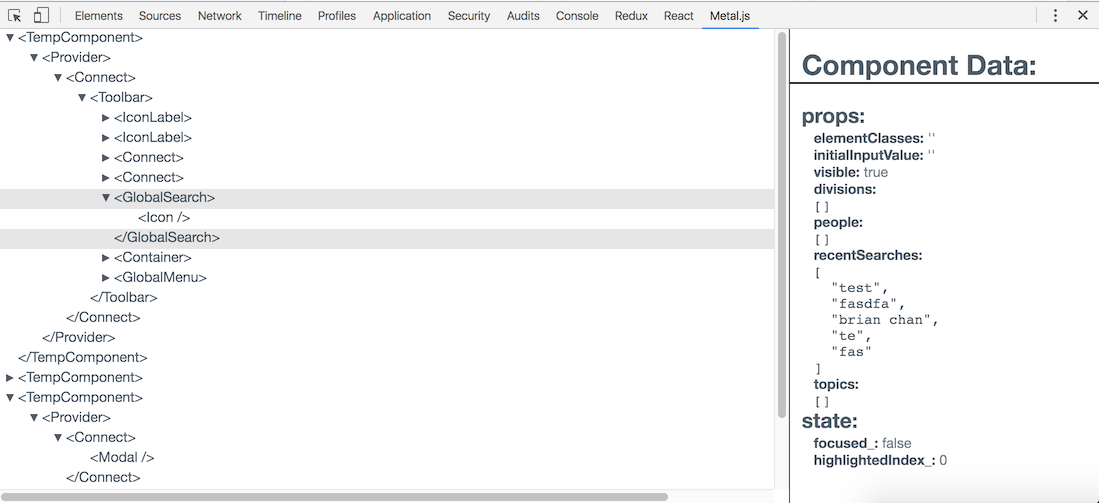 Elements Sources Network Timeline Profiles Application Security Audits Console Redux React Metal.js
<TempComponent>
<Provider>
<Connect>
<Toolbar>
<IconLabel>
<IconLabel>
<Connect>
<Connect>
<GlobalSearch>
<Icon />
</GlobalSearch>
<Container>
<GlobalMenu>
</Toolbar>
</Connect>
</Provider>
</TempComponent>
<TempComponent>
<TempComponent>
<Provider>
<Connect>
<Modal />
</Connect>
Component Data:
props:
elementClasses: ''
initialInputValue: ''
visible: true
divisions:
[]
people:
[]
recentSearches:
[
"test",
"fasdfa",
"brian chan",
"te",
"fas"
]
topics:
[]
state:
focused_: false
highlightedIndex_: 0